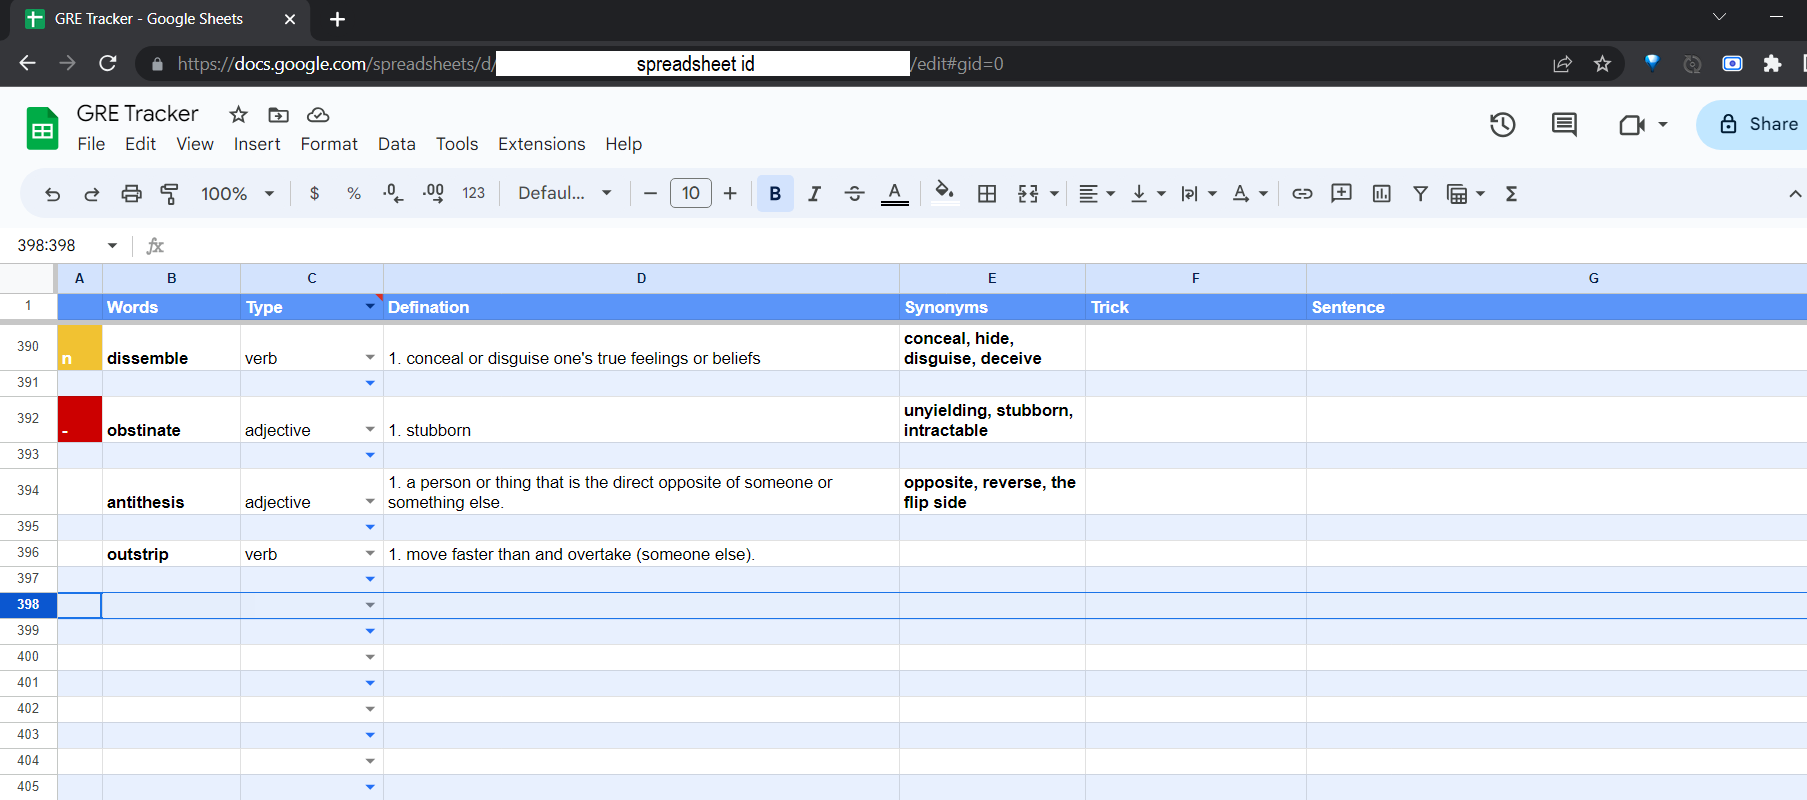 GRE Tracker - Google Sheets
https://docs.google.com/spreadsheets/d/ spreadsheet id /edit#gid=0
GRE Tracker
File Edit View Insert Format Data Tools Extensions Help
Share
100% $ % .0 .00 123 Defaul... − 10 + B I S A Σ
398:398 fx
A B C D E F G
1 Words Type Defination Synonyms Trick Sentence
conceal, hide,
390 n dissemble verb 1. conceal or disguise one's true feelings or beliefs disguise, deceive
391
unyielding, stubborn,
392 - obstinate adjective 1. stubborn intractable
393
1. a person or thing that is the direct opposite of someone or opposite, reverse, the
394 antithesis adjective something else. flip side
395
396 outstrip verb 1. move faster than and overtake (someone else).
397
398
399
400
401
402
403
404
405